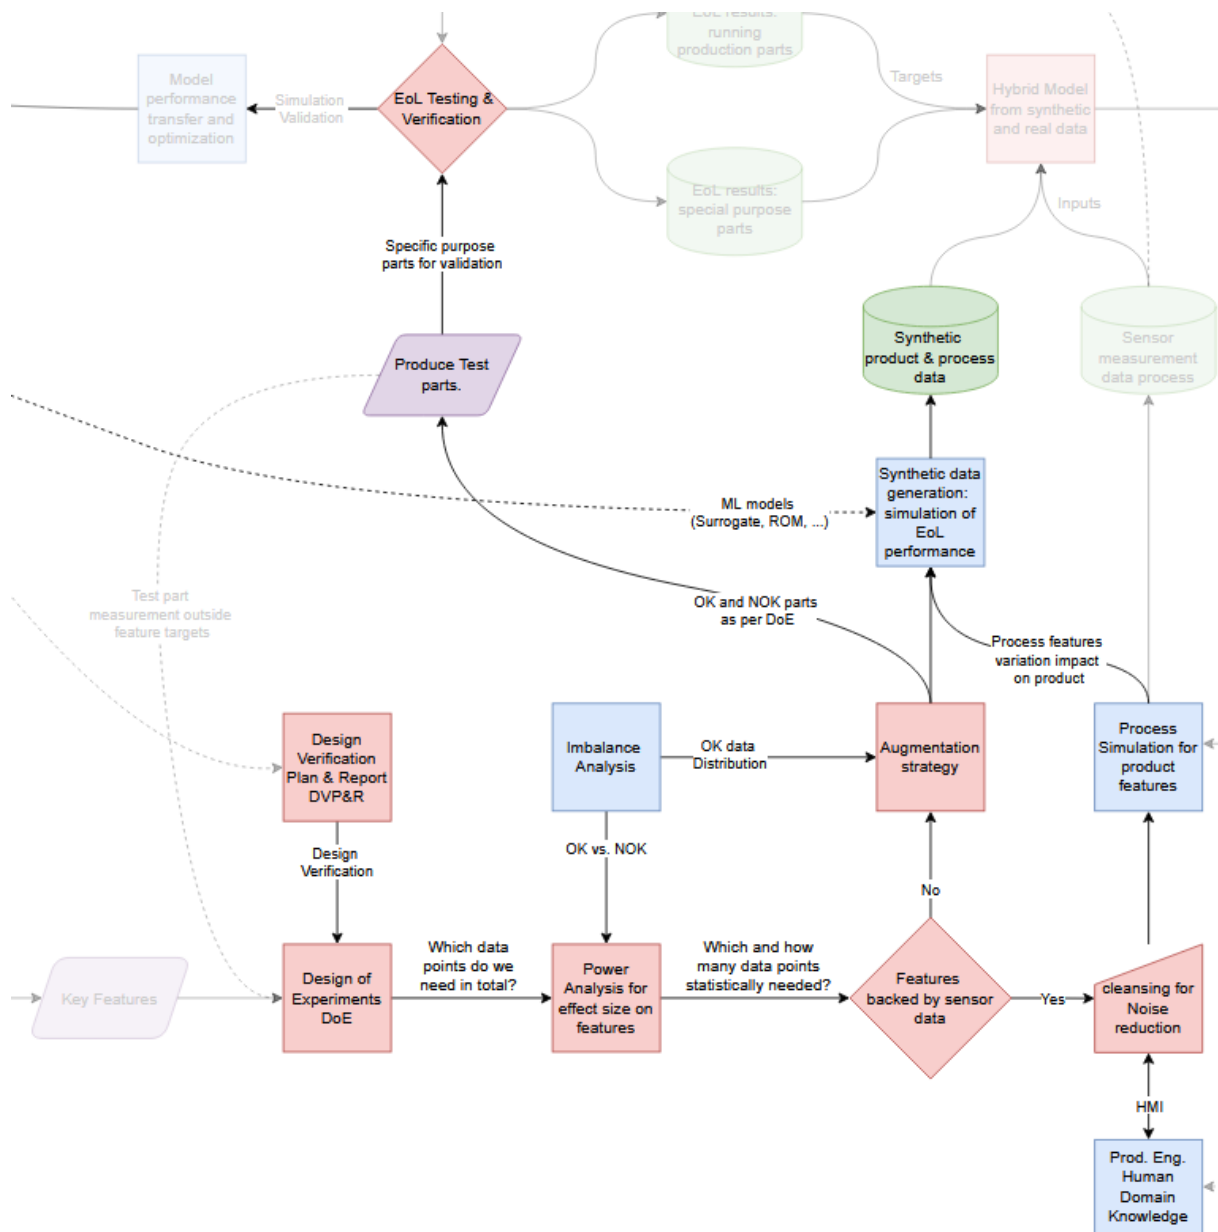 EoL results:
running
production parts
Targets
Model
performance
transfer and
optimization
Simulation
Validation
EoL Testing &
Verification
Hybrid Model
from synthetic
and real data
EoL results:
special purpose
parts
Inputs
Specific purpose
parts for validation
Synthetic
product & process
data
Sensor
measurement
data process
Produce Test
parts.
Synthetic data
generation:
simulation of
EoL
performance
ML models
(Surrogate, ROM, ...)
Test part
measurement outside
feature targets
OK and NOK parts
as per DoE
Process features
variation impact
on product
Design
Verification
Plan & Report
DVP&R
Imbalance
Analysis
OK data
Distribution
Augmentation
strategy
Process
Simulation for
product
features
Design
Verification
OK vs. NOK
No
Key Features
Design of
Experiments
DoE
Which data
points do we
need in total?
Power
Analysis for
effect size on
features
Which and how
many data points
statistically needed?
Features
backed by sensor
data
Yes
cleansing for
Noise
reduction
HMI
Prod. Eng.
Human
Domain
Knowledge